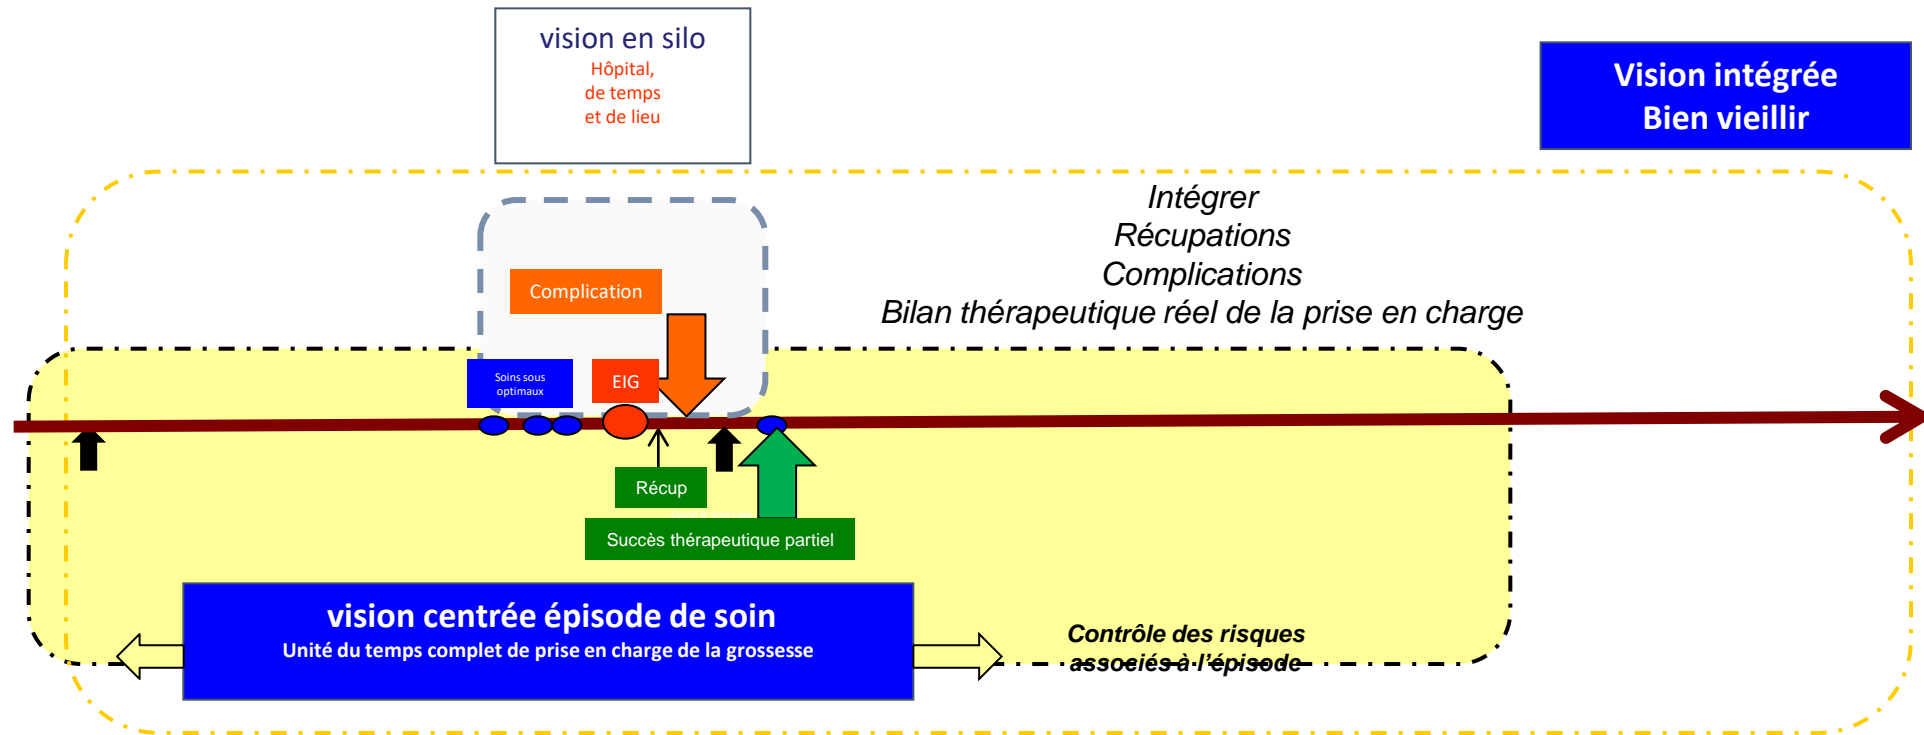 vision en silo
Hôpital,
de temps
et de lieu
Vision intégrée
Bien vieillir
Intégrer
Récupations
Complications
Bilan thérapeutique réel de la prise en charge
Complication
Soins sous
optimaux
EIG
Récup
Succès thérapeutique partiel
vision centrée épisode de soin
Unité du temps complet de prise en charge de la grossesse
Contrôle des risques
associés à l'épisode